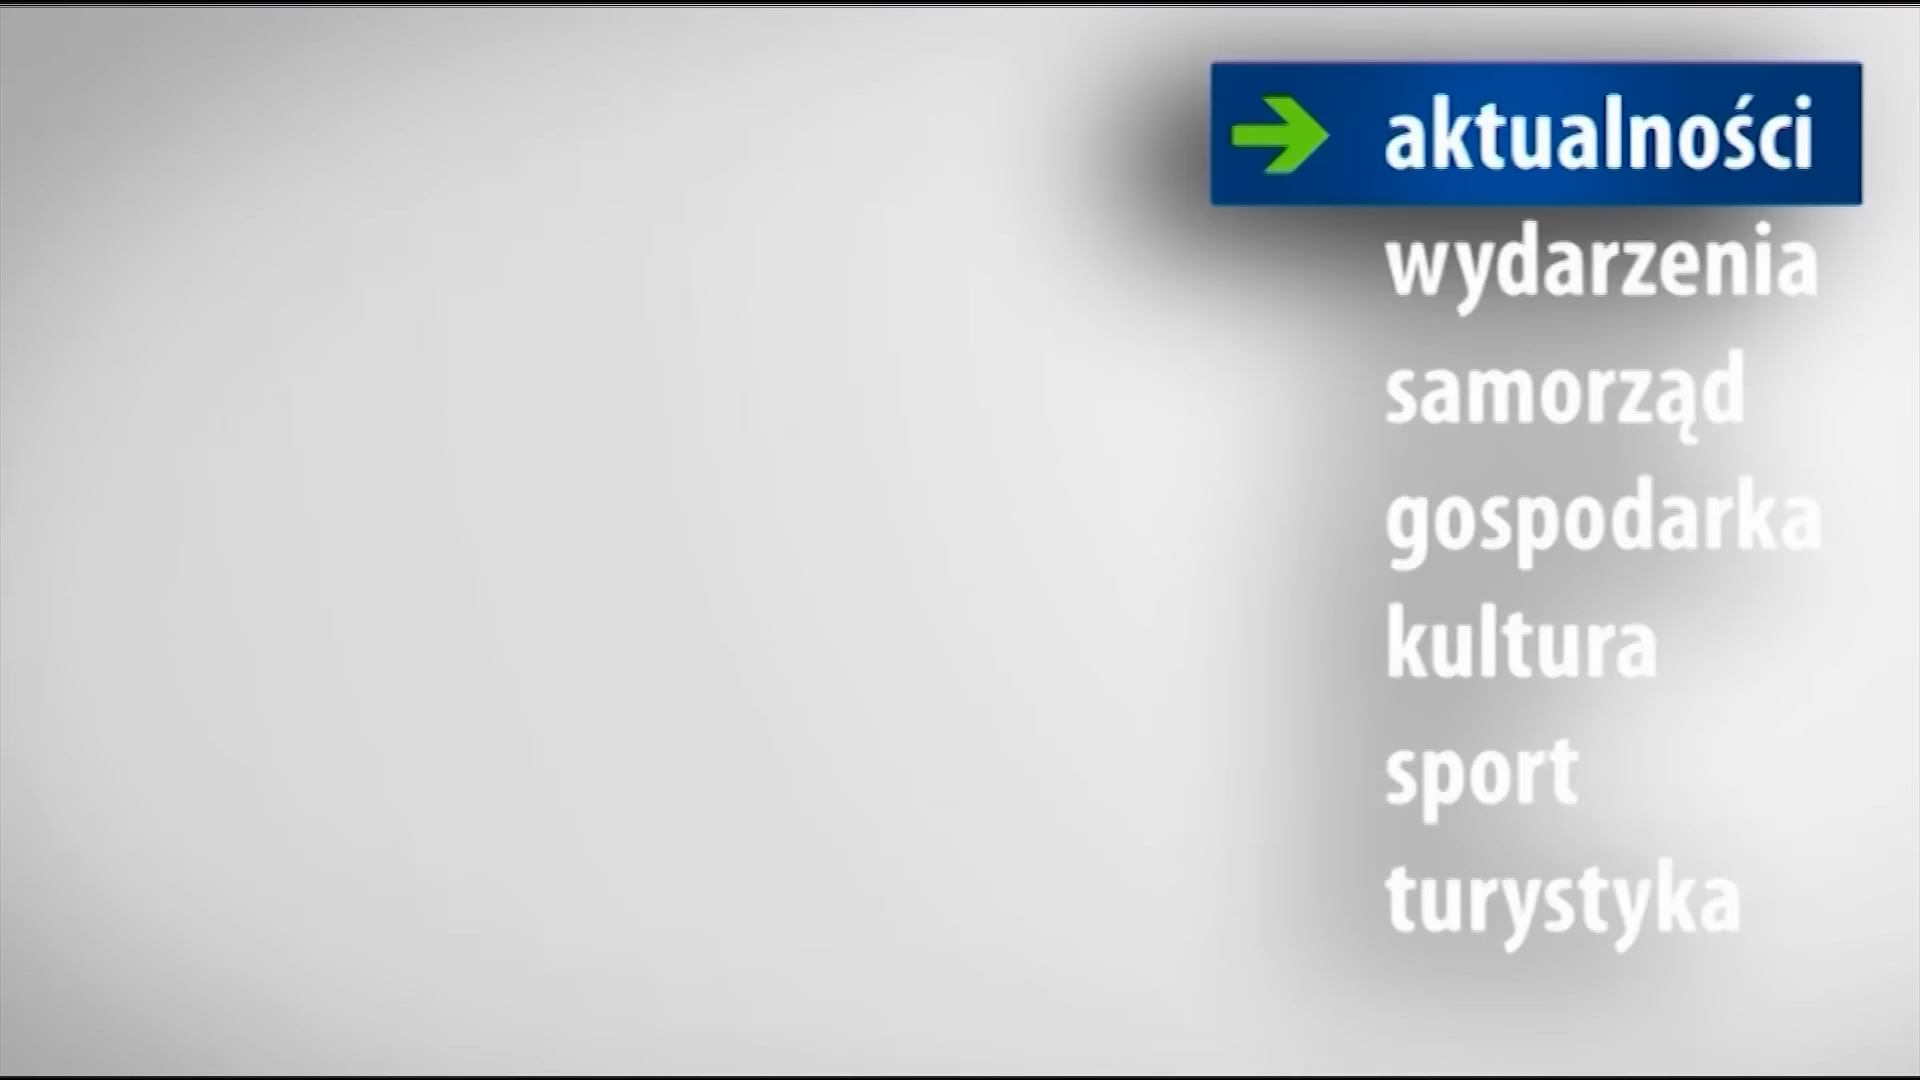 aktualności
wydarzenia
samorząd
gospodarka
kultura
sport
turystyka